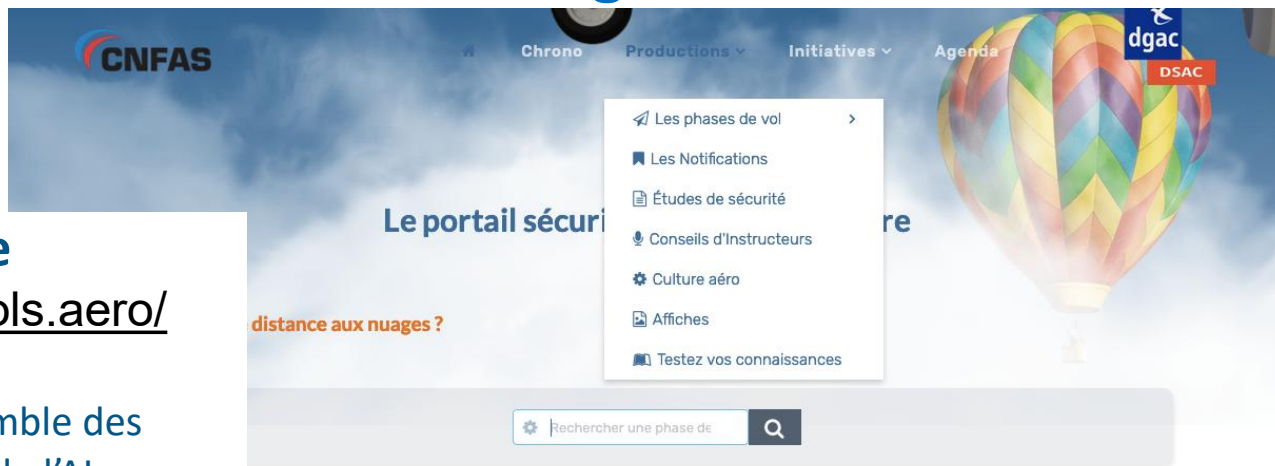 CNFAS
Chrono Productions Initiatives Agenda
dgac
DSAC
Les phases de vol
Les Notifications
Études de sécurité
Conseils d'Instructeurs
Culture aéro
Affiches
Testez vos connaissances
Le portail sécuri re
e
ols.aero/
distance aux nuages ?
mble des
Rechercher une phase de